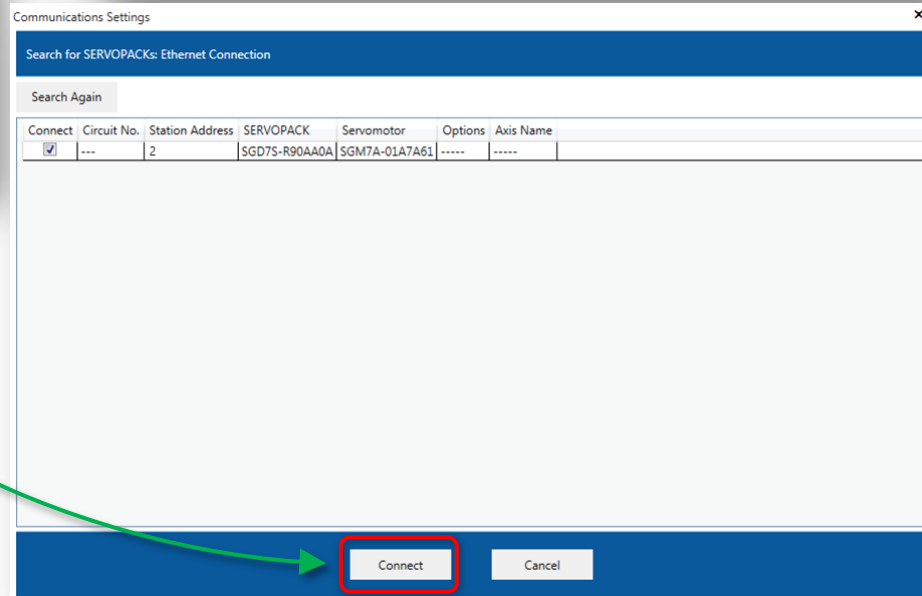 Communications Settings
Search for SERVOPACKs: Ethernet Connection
Search Again
Connect Circuit No. Station Address SERVOPACK Servomotor Options Axis Name
--- 2 SGD7S-R90AA0A SGM7A-01A7A61 ----- -----
Connect Cancel